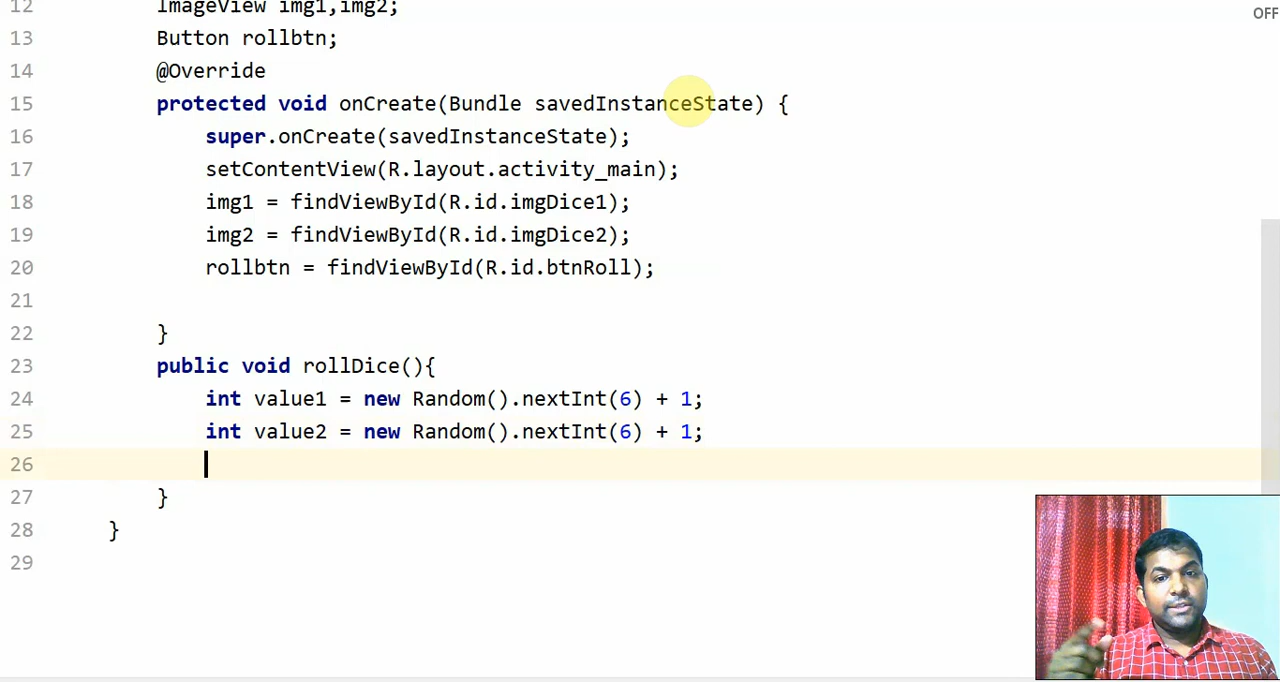 12 ImageView img1,img2;
OFF
13 Button rollbtn;
14 @Override
15 protected void onCreate(Bundle savedInstanceState) {
16 super.onCreate(savedInstanceState);
17 setContentView(R.layout.activity_main);
18 img1 = findViewById(R.id.imgDice1);
19 img2 = findViewById(R.id.imgDice2);
20 rollbtn = findViewById(R.id.btnRoll);
21
22 }
23 public void rollDice(){
24 int value1 = new Random().nextInt(6) + 1;
25 int value2 = new Random().nextInt(6) + 1;
26
27 }
28 }
29